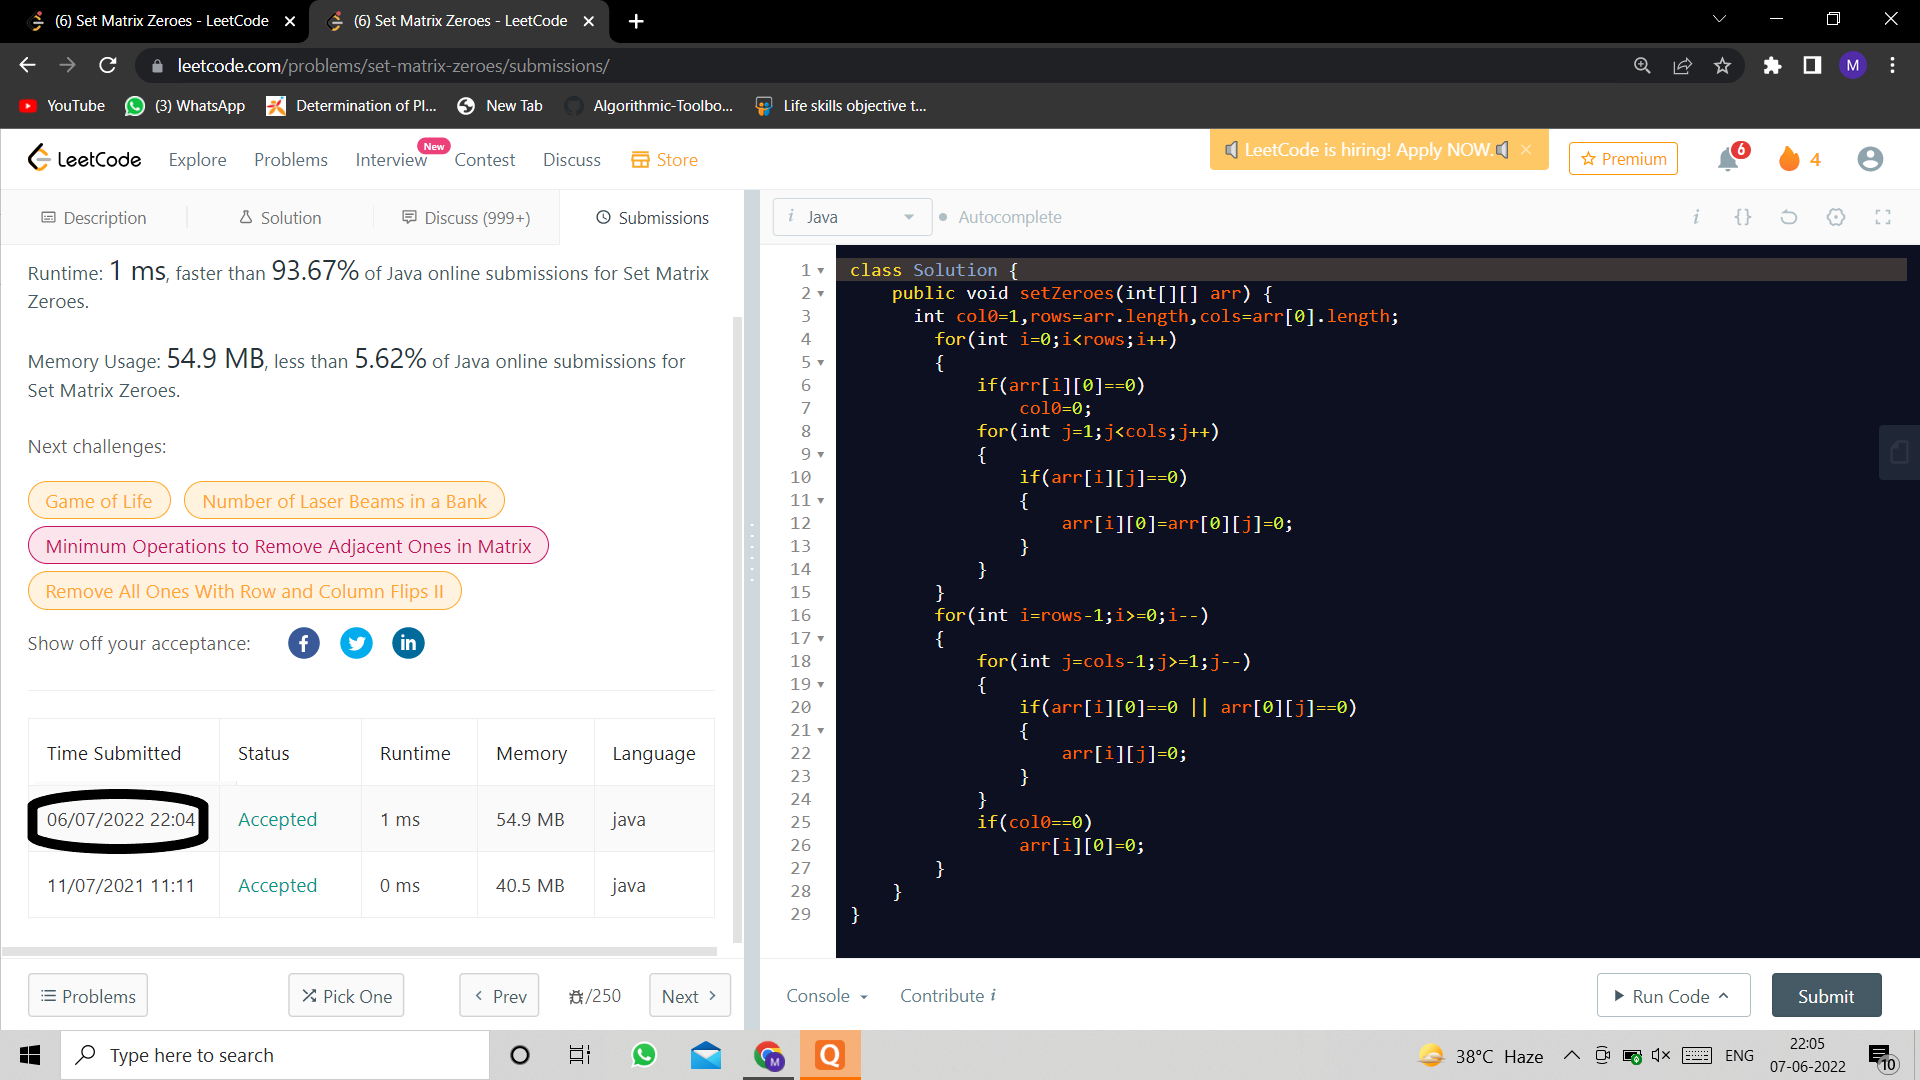 (6) Set Matrix Zeroes - LeetCode
(6) Set Matrix Zeroes - LeetCode
leetcode.com/problems/set-matrix-zeroes/submissions/
M
YouTube
(3) WhatsApp
Determination of Pl...
New Tab
Algorithmic-Toolbo...
Life skills objective t...
LeetCode
Explore
Problems
Interview
New
Contest
Discuss
Store
LeetCode is hiring! Apply NOW.
Premium
6
4
Description
Solution
Discuss (999+)
Submissions
i Java
Autocomplete
i
{}
Runtime: 1 ms, faster than 93.67% of Java online submissions for Set Matrix
Zeroes.
Memory Usage: 54.9 MB, less than 5.62% of Java online submissions for
Set Matrix Zeroes.
Next challenges:
Game of Life
Number of Laser Beams in a Bank
Minimum Operations to Remove Adjacent Ones in Matrix
Remove All Ones With Row and Column Flips II
Show off your acceptance:
f
in
Time Submitted Status Runtime Memory Language
06/07/2022 22:04 Accepted 1 ms 54.9 MB java
11/07/2021 11:11 Accepted 0 ms 40.5 MB java
1 class Solution {
2 public void setZeroes(int[][] arr) {
3 int col0=1,rows=arr.length,cols=arr[0].length;
4 for(int i=0;i<rows;i++)
5 {
6 if(arr[i][0]==0)
7 col0=0;
8 for(int j=1;j<cols;j++)
9 {
10 if(arr[i][j]==0)
11 {
12 arr[i][0]=arr[0][j]=0;
13 }
14 }
15 }
16 for(int i=rows-1;i>=0;i--)
17 {
18 for(int j=cols-1;j>=1;j--)
19 {
20 if(arr[i][0]==0 || arr[0][j]==0)
21 {
22 arr[i][j]=0;
23 }
24 }
25 if(col0==0)
26 arr[i][0]=0;
27 }
28 }
29 }
Problems
Pick One
Prev
/250
Next
Console
Contribute i
Run Code
Submit
Type here to search
M
Q
38°C Haze
ENG
22:05
07-06-2022
10